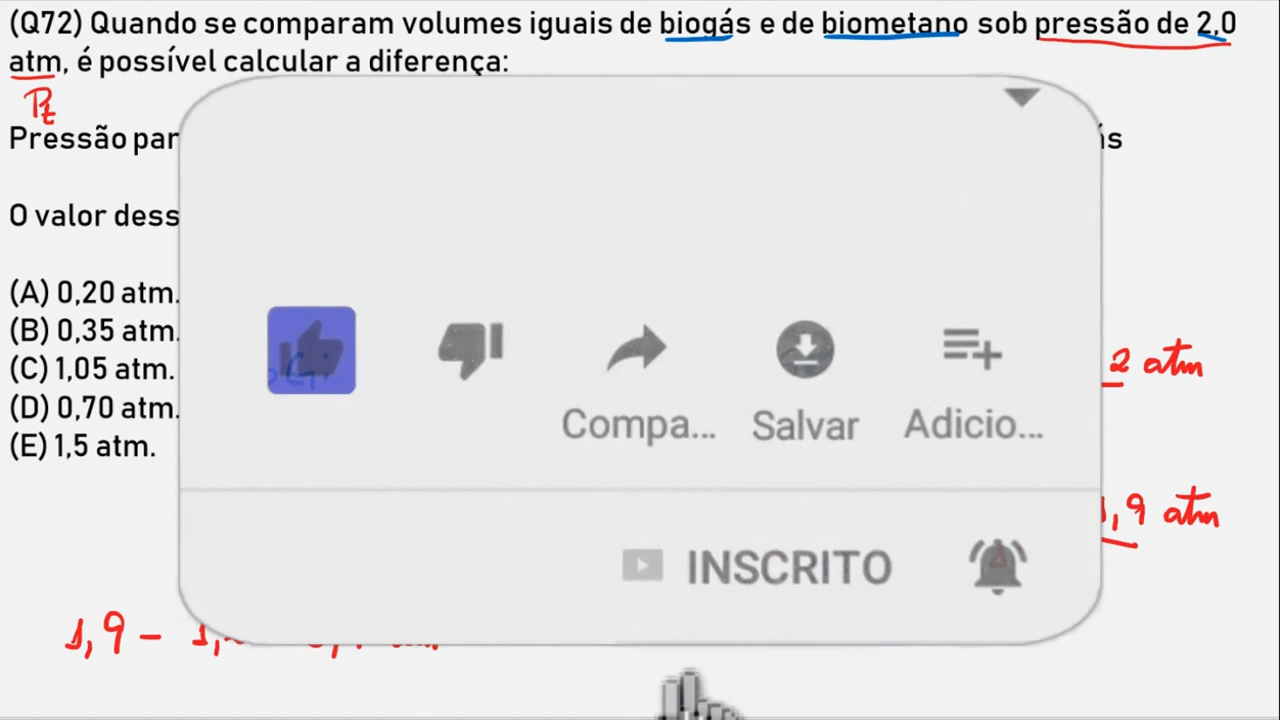 (Q72) Quando se comparam volumes iguais de biogás e de biometano sob pressão de 2,0
atm, é possível calcular a diferença:
Pt
Pressão par
ás
O valor dess
(A) 0,20 atm.
(B) 0,35 atm.
(C) 1,05 atm.
(D) 0,70 atm.
(E) 1,5 atm.
2 atm
Compa... Salvar Adicio...
1,9 atm
INSCRITO
1,9 -